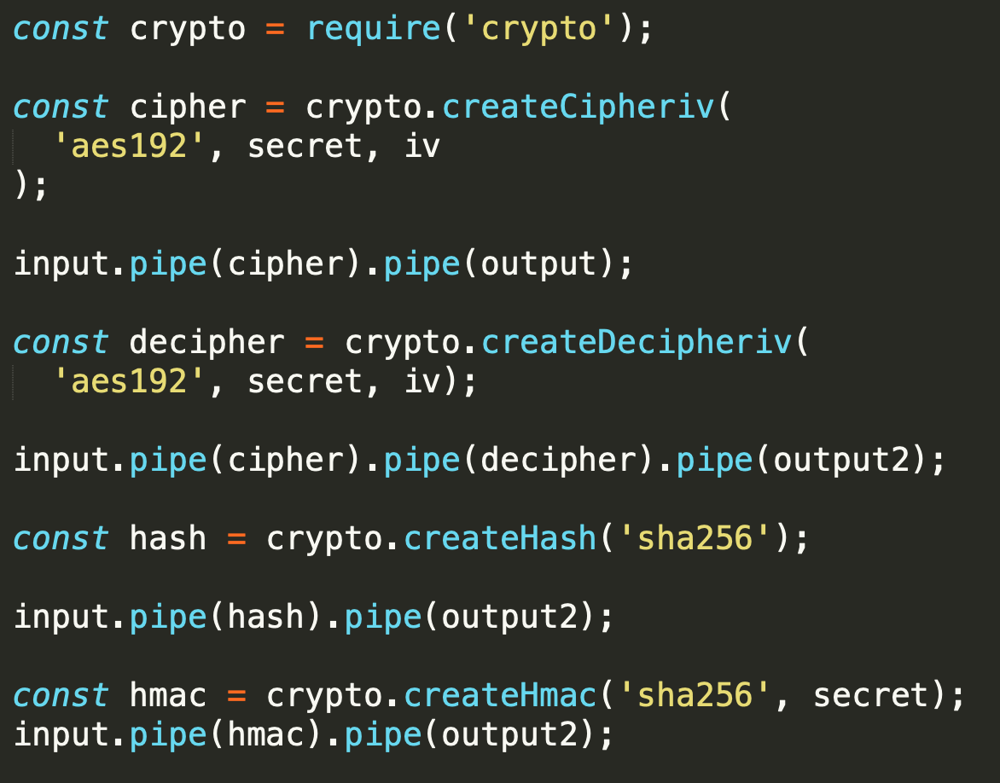 const crypto = require('crypto');
const cipher = crypto.createCipheriv(
  'aes192', secret, iv
);
input.pipe(cipher).pipe(output);
const decipher = crypto.createDecipheriv(
  'aes192', secret, iv);
input.pipe(cipher).pipe(decipher).pipe(output2);
const hash = crypto.createHash('sha256');
input.pipe(hash).pipe(output2);
const hmac = crypto.createHmac('sha256', secret);
input.pipe(hmac).pipe(output2);